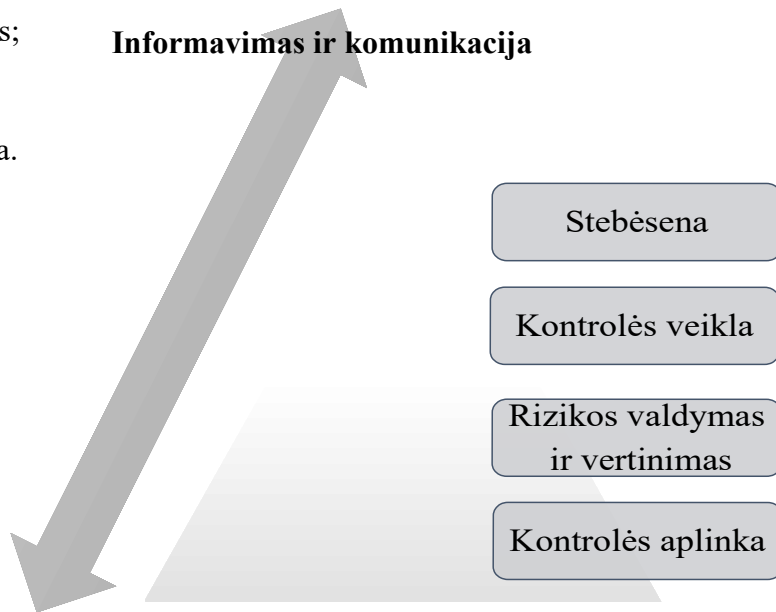 s;
Informavimas ir komunikacija
a.
Stebėsena
Kontrolės veikla
Rizikos valdymas
ir vertinimas
Kontrolės aplinka